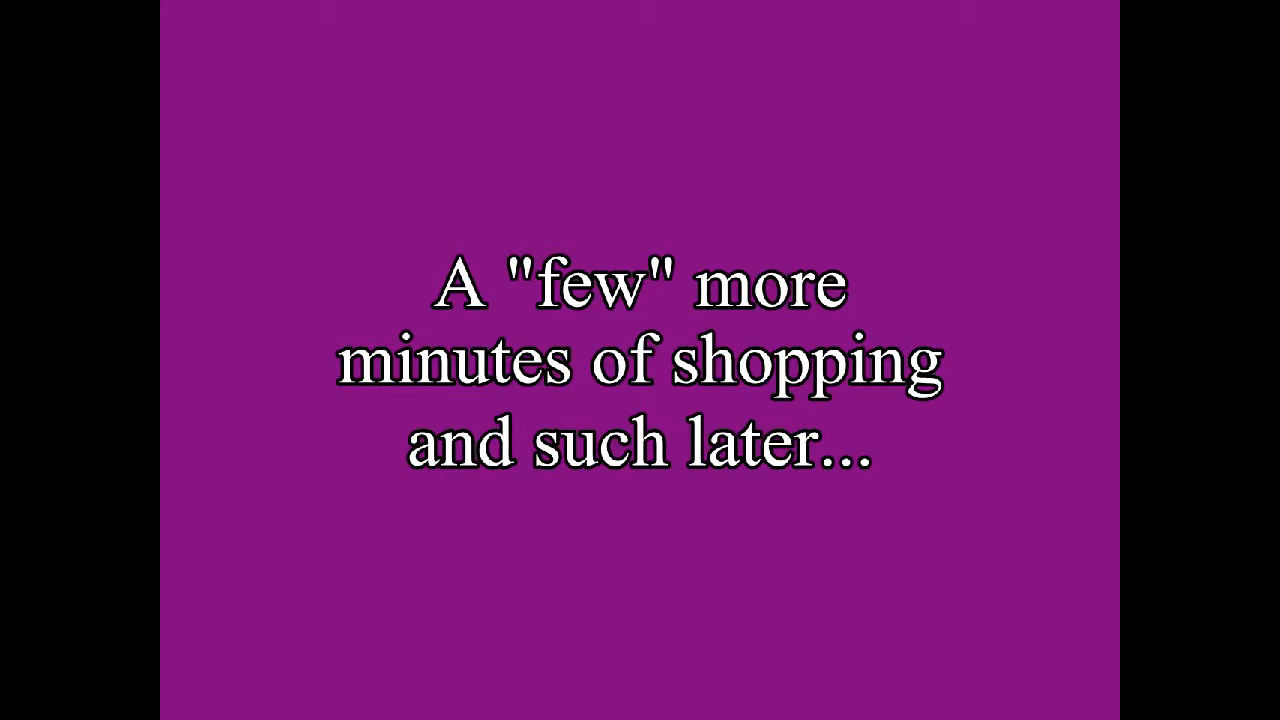 A "few" more
minutes of shopping
and such later...